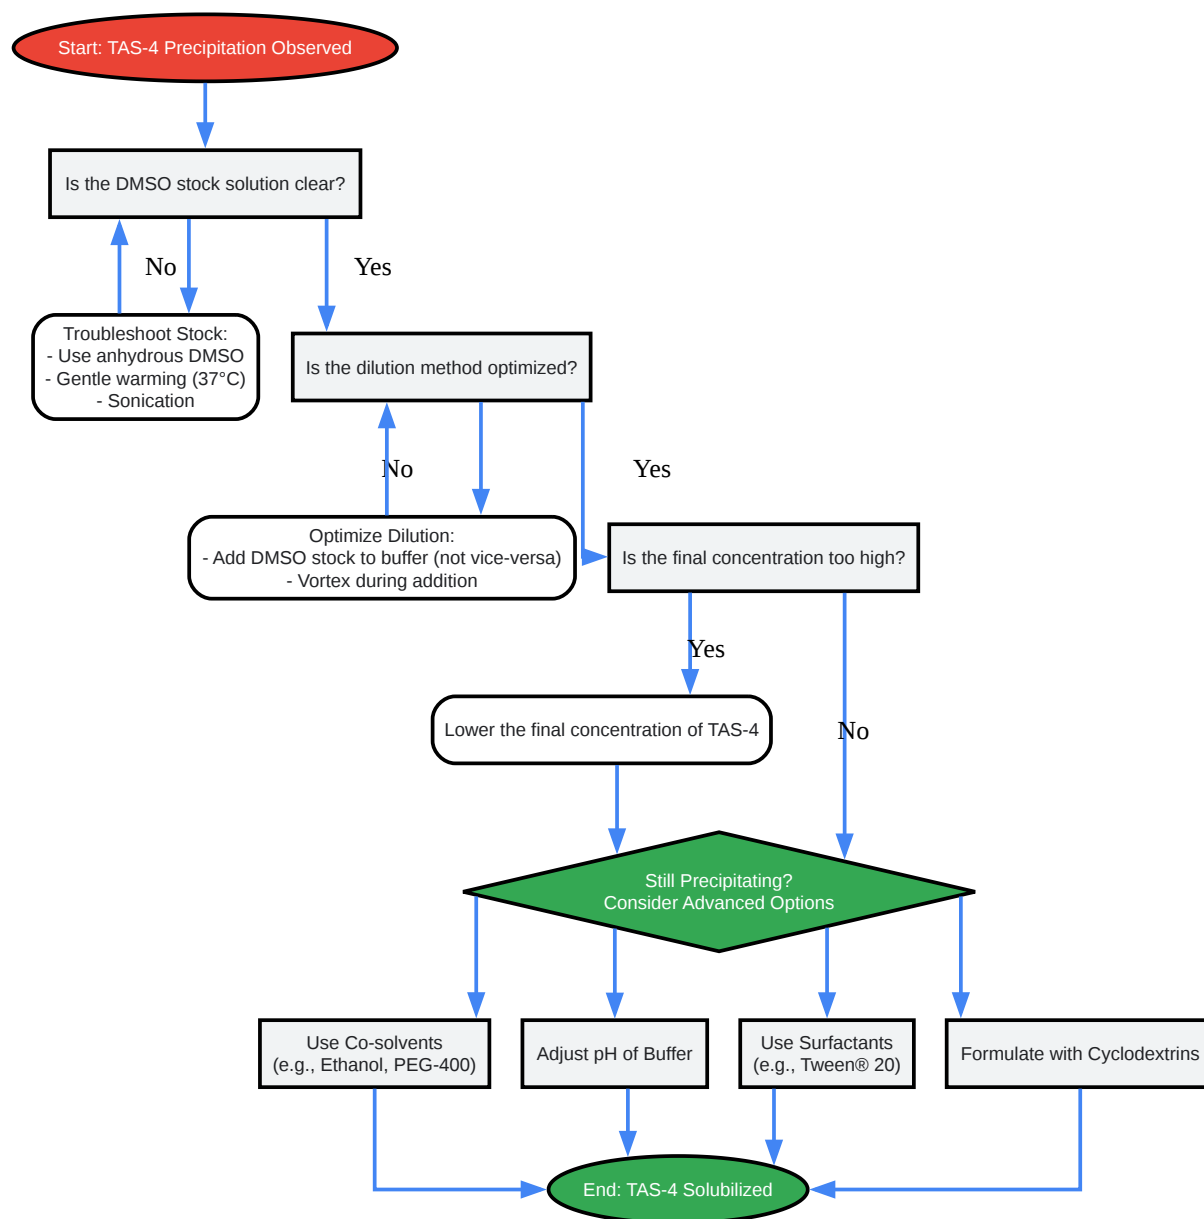 Start: TAS-4 Precipitation Observed
Is the DMSO stock solution clear?
No
Yes
Troubleshoot Stock:
- Use anhydrous DMSO
- Gentle warming (37°C)
- Sonication
Is the dilution method optimized?
No
Yes
Optimize Dilution:
- Add DMSO stock to buffer (not vice-versa)
- Vortex during addition
Is the final concentration too high?
Yes
Lower the final concentration of TAS-4
No
Still Precipitating?
Consider Advanced Options
Use Co-solvents
(e.g., Ethanol, PEG-400)
Adjust pH of Buffer
Use Surfactants
(e.g., Tween® 20)
Formulate with Cyclodextrins
End: TAS-4 Solubilized